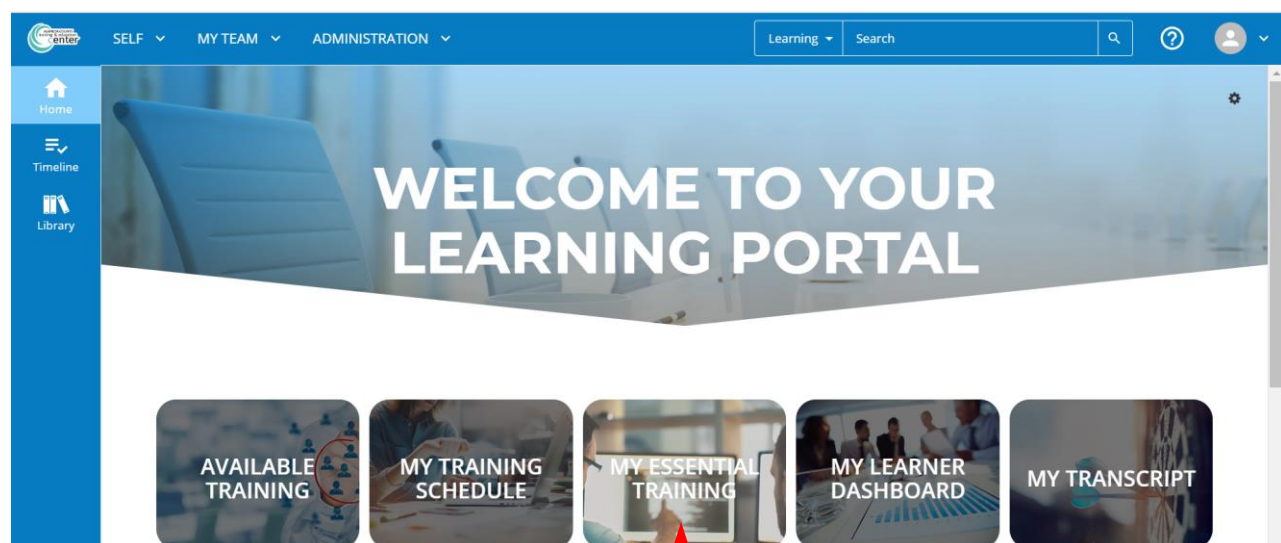 Center
SELF
MY TEAM
ADMINISTRATION
Learning
Search
Home
Timeline
Library
WELCOME TO YOUR
LEARNING PORTAL
AVAILABLE
TRAINING
MY TRAINING
SCHEDULE
MY ESSENTIAL
TRAINING
MY LEARNER
DASHBOARD
MY TRANSCRIPT